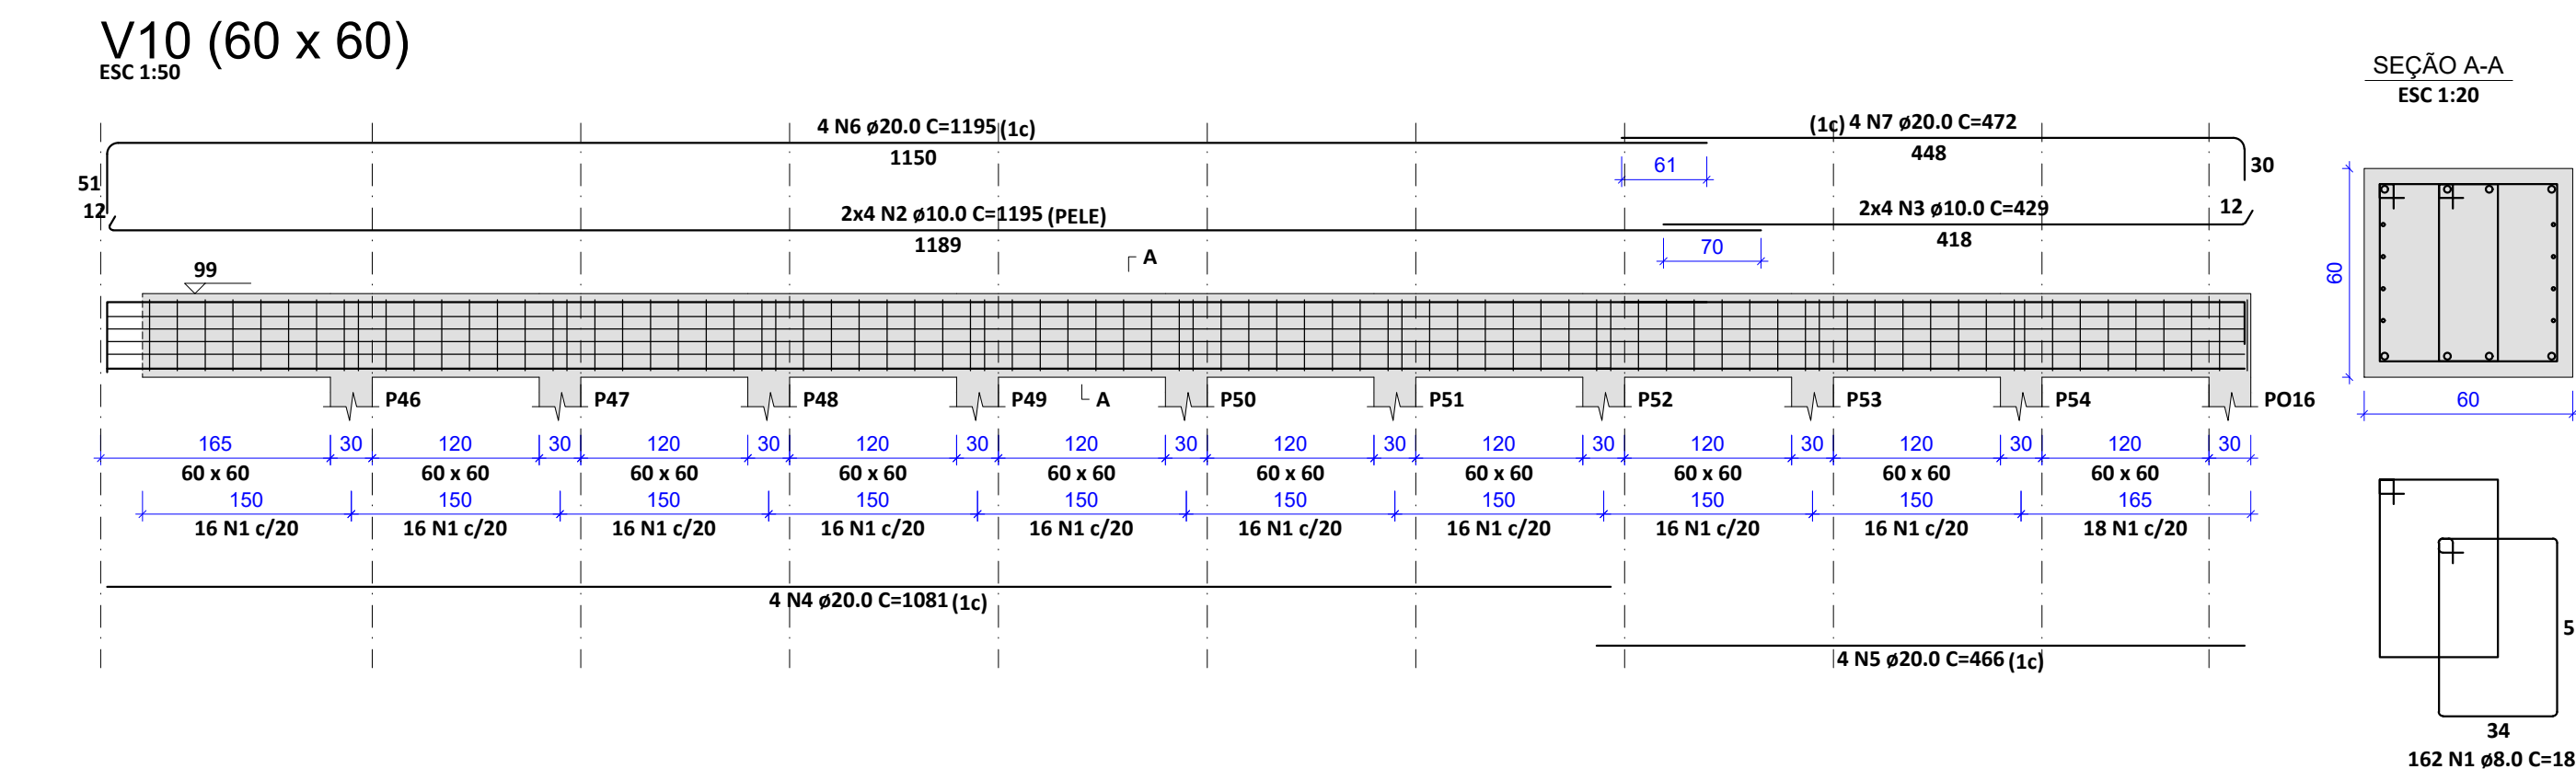 V10 (60 x 60)
ESC 1:50
SEÇÃO A-A
ESC 1:20
4 N6 ø20.0 C=1195 (1c)
1150
(1c) 4 N7 ø20.0 C=472
448
61
51
30
12
2x4 N2 ø10.0 C=1195 (PELE)
1189
2x4 N3 ø10.0 C=429
418
12
70
A
99
60
60
P46 P47 P48 P49 A P50 P51 P52 P53 P54 PO16
165 30 120 30 120 30 120 30 120 30 120 30 120 30 120 30 120 30 120 30
60 x 60 60 x 60 60 x 60 60 x 60 60 x 60 60 x 60 60 x 60 60 x 60 60 x 60 60 x 60
150 150 150 150 150 150 150 150 150 165
16 N1 c/20 16 N1 c/20 16 N1 c/20 16 N1 c/20 16 N1 c/20 16 N1 c/20 16 N1 c/20 16 N1 c/20 16 N1 c/20 18 N1 c/20
4 N4 ø20.0 C=1081 (1c)
4 N5 ø20.0 C=466 (1c)
5
34
162 N1 ø8.0 C=18